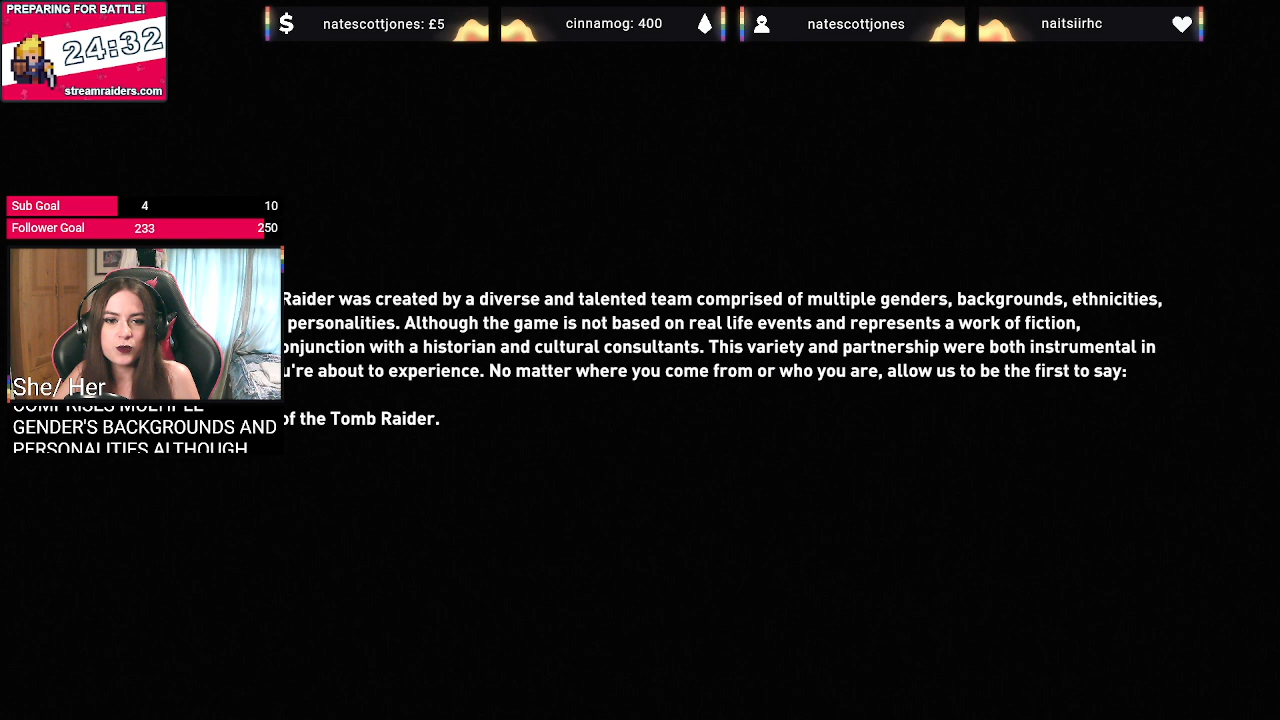 PREPARING FOR BATTLE!
24:32
streamraiders.com
$ natescottjones: £5
cinnamog: 400
natescottjones
naitsiirhc
Sub Goal 4 10
Follower Goal 233 250
Raider was created by a diverse and talented team comprised of multiple genders, backgrounds, ethnicities,
personalities. Although the game is not based on real life events and represents a work of fiction,
onjunction with a historian and cultural consultants. This variety and partnership were both instrumental in
u're about to experience. No matter where you come from or who you are, allow us to be the first to say:
of the Tomb Raider.
She/ Her
COMPRISES MULTIPLE
GENDER'S BACKGROUNDS AND
PERSONALITIES ALTHOUGH